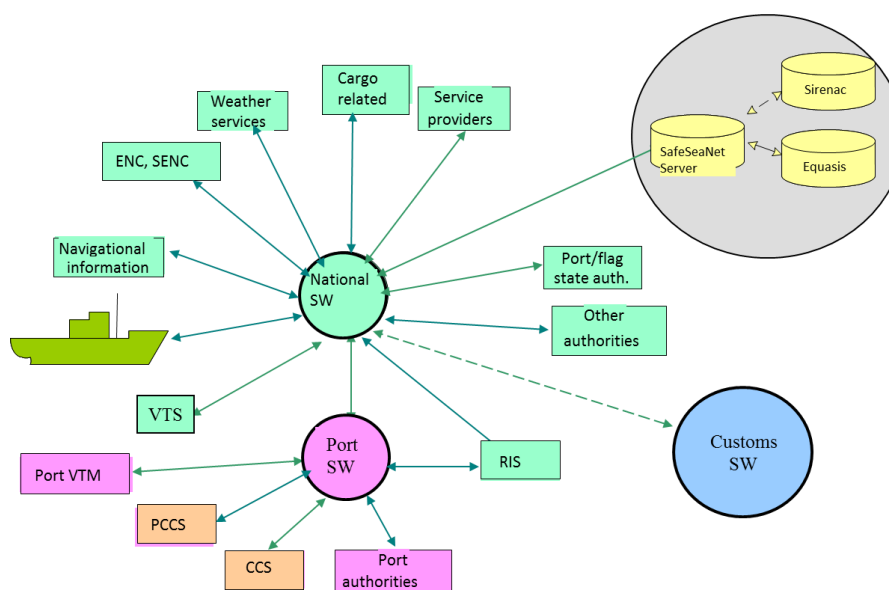 Cargo
related
Weather
services
Service
providers
Sirenac
SafeSeaNet
Server
Equasis
ENC, SENC
Navigational
information
National
SW
Port/flag
state auth.
Other
authorities
VTS
Port
SW
RIS
Customs
SW
Port VTM
PCCS
CCS
Port
authorities